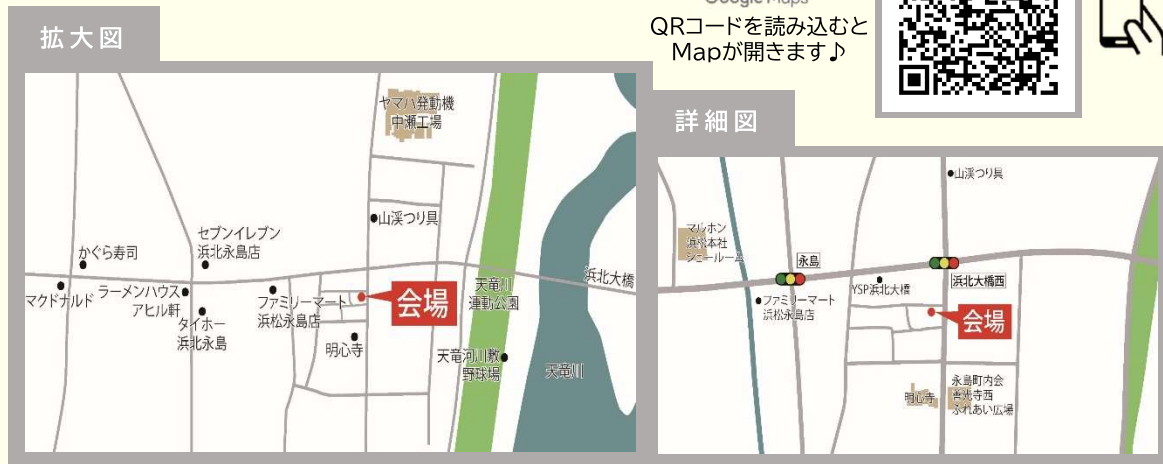 Google Maps
QRコードを読み込むと
Mapが開きます♪
拡大図
ヤマハ発動機
中瀬工場
山渓つり具
セブンイレブン
浜北永島店
かぐら寿司
マクドナルド
ラーメンハウス
アヒル軒
タイホー
浜北永島
ファミリーマート
浜松永島店
会場
明心寺
天竜川
運動公園
浜北大橋
天竜河川敷
野球場
天竜川
詳細図
山渓つり具
マルホン
浜松本社
ショールーム
永島
ファミリーマート
浜松永島店
YSP浜北大橋
浜北大橋西
会場
明心寺
永島町内会
善光寺西
ふれあい広場